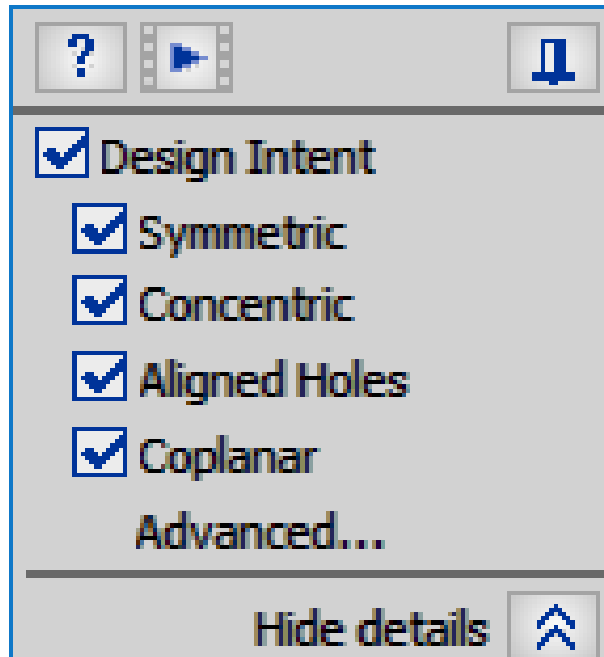 ?
Design Intent
Symmetric
Concentric
Aligned Holes
Coplanar
Advanced...
Hide details